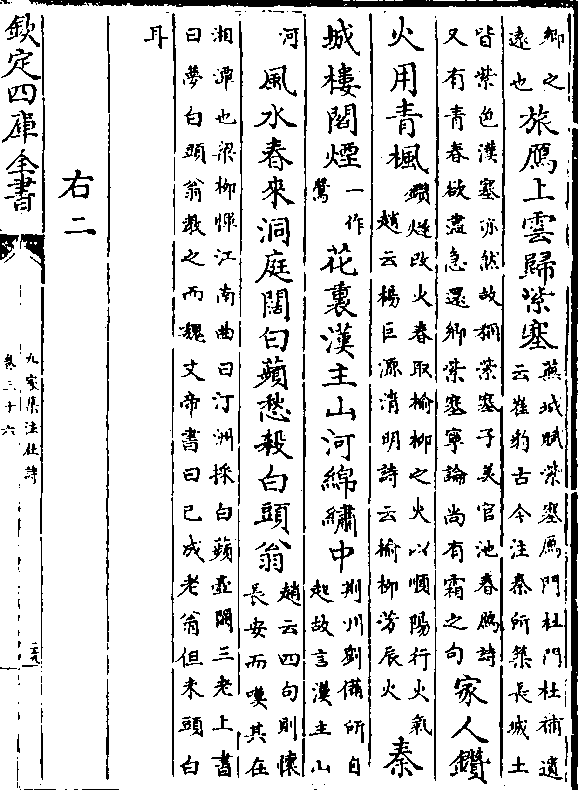 鄉之遠也旅鴈上雲歸紫塞蕪城賦紫塞鴈門杜門杜補遺云崔豹古今注秦所築長城土
皆紫色漢塞亦然故稱紫塞子美官池春鴈詩又有青春欲盡急還鄉紫塞寧論尚有霜之句家人鑽
火用青楓鑽燧改火春取榆柳之火以順陽行火氣趙云楊巨源清明詩云榆柳芳辰火秦
城樓閣煙一作鶯花裏漢主山河綿繡中荆州劉備所自起故言漢主山
河風水春來洞庭闊白蘋愁殺白頭翁趙云四句則懷長安而嘆其在
湘潭也梁柳惲江南曲曰汀洲採白蘋壺關三老上書曰夢白頭翁教之而魏文帝書曰已成老翁但未頭白
耳
右二
欽定四庫全書
九家集注杜詩
卷三十六